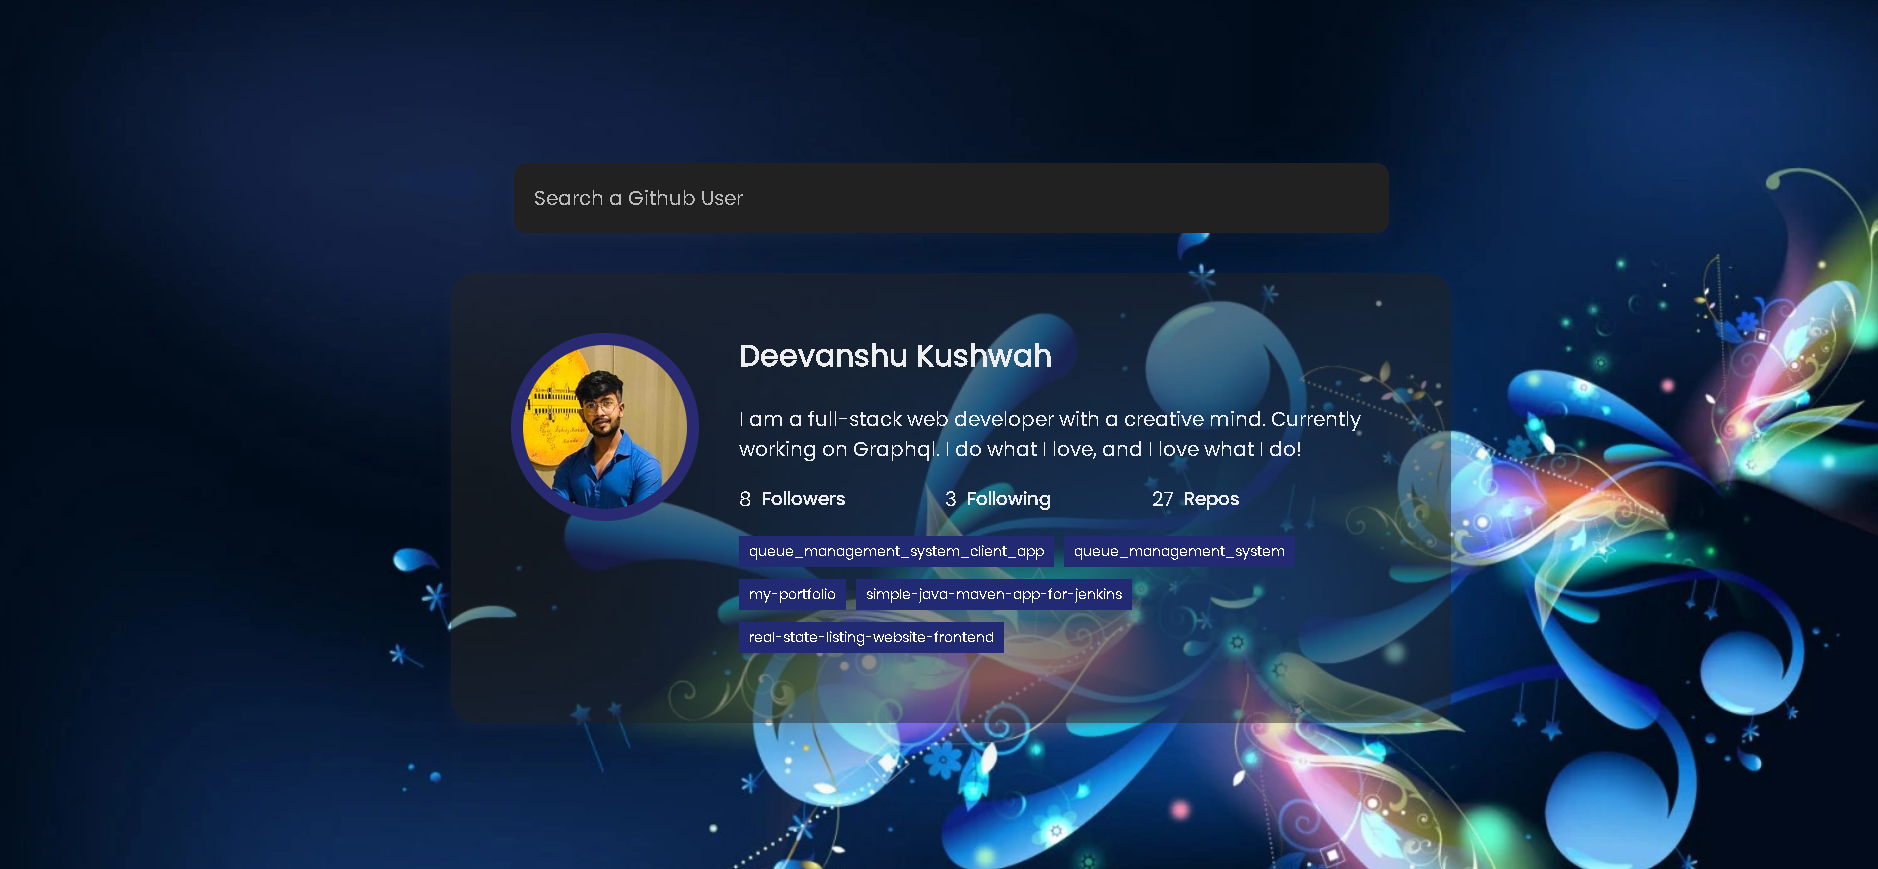 Search a Github User
Deevanshu Kushwah
I am a full-stack web developer with a creative mind. Currently
working on Graphql. I do what I love, and I love what I do!
8 Followers 3 Following 27 Repos
queue_management_system_client_app queue_management_system
my-portfolio simple-java-maven-app-for-jenkins
real-state-listing-website-frontend